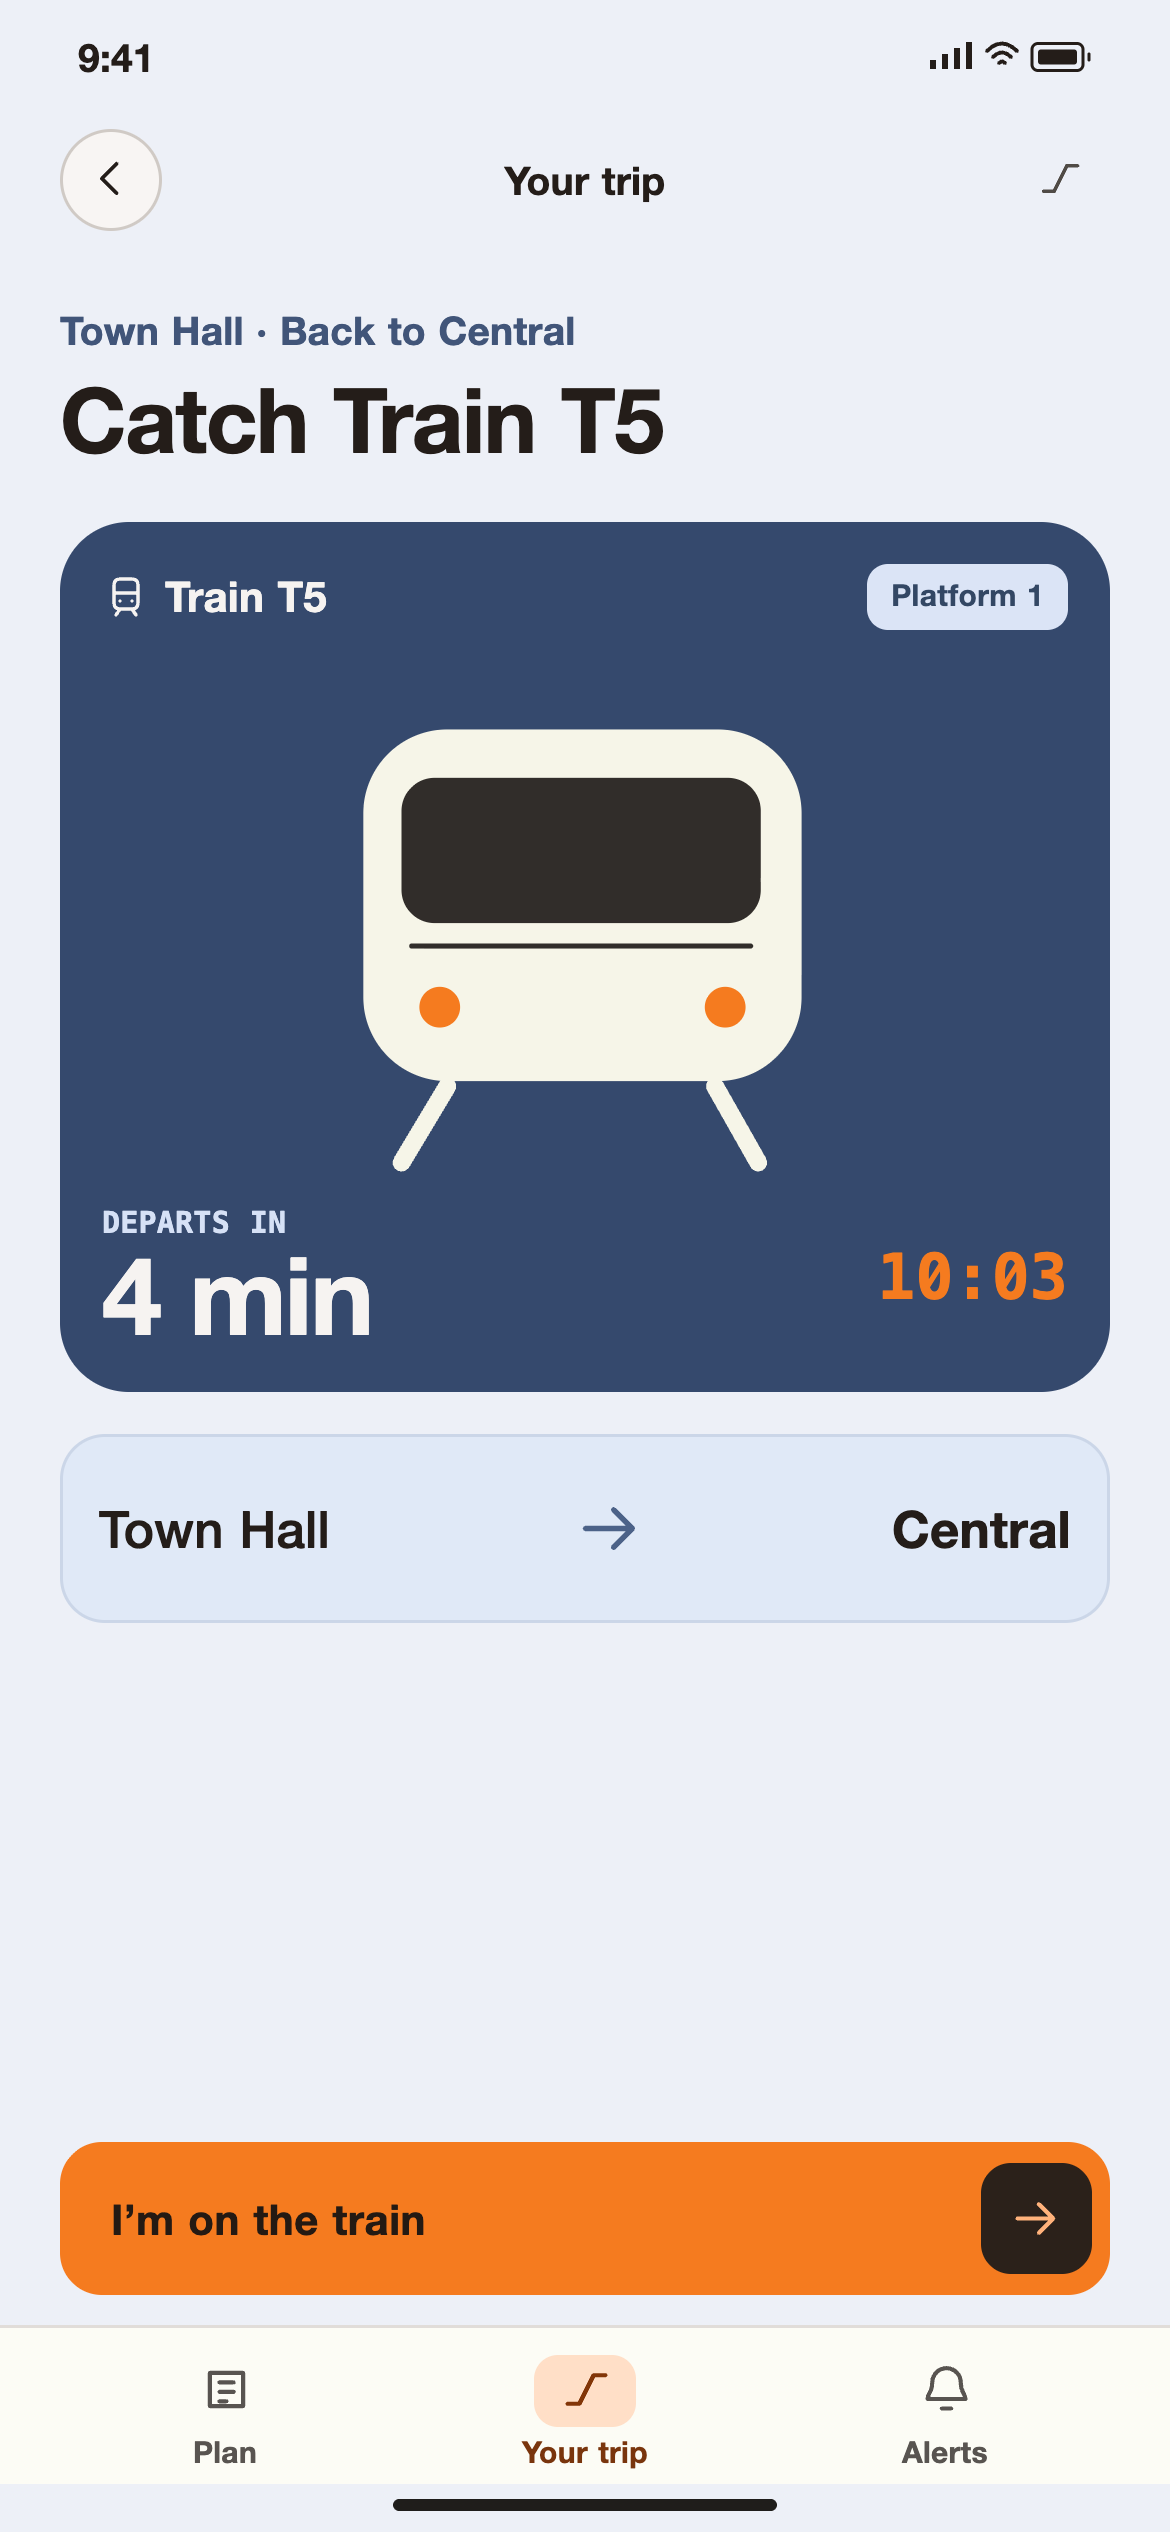 9:41
Your trip
Town Hall · Back to Central
Catch Train T5
Train T5
Platform 1
DEPARTS IN
4 min
10:03
Town Hall
Central
I’m on the train
Plan
Your trip
Alerts